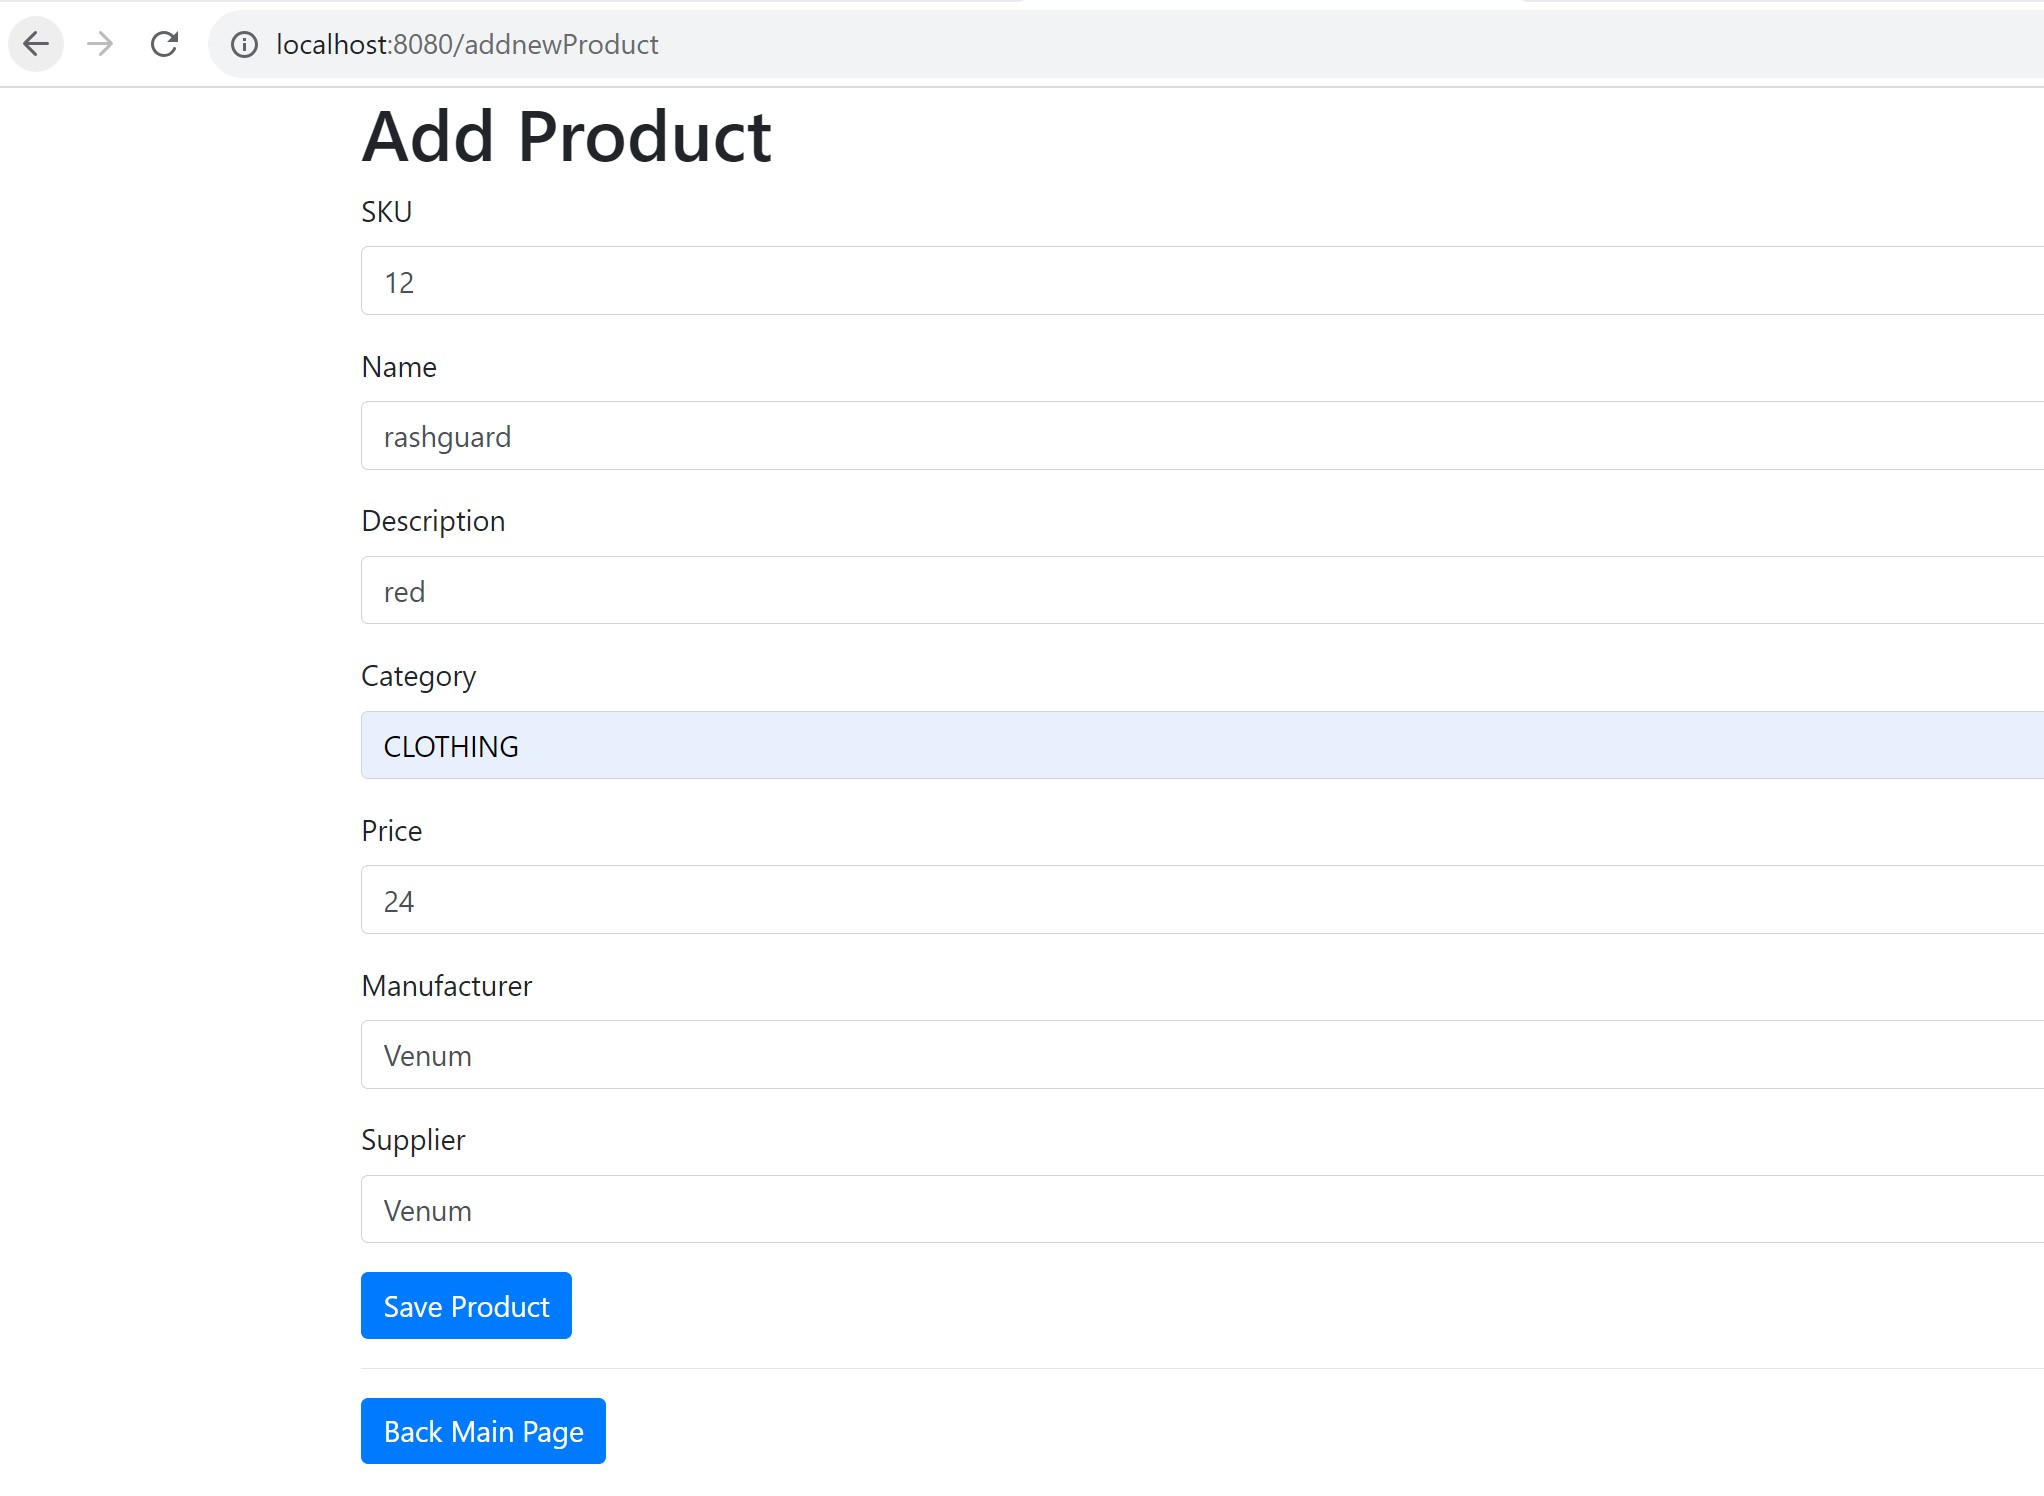 localhost:8080/addnewProduct
Add Product
SKU
12
Name
rashguard
Description
red
Category
CLOTHING
Price
24
Manufacturer
Venum
Supplier
Venum
Save Product
Back Main Page